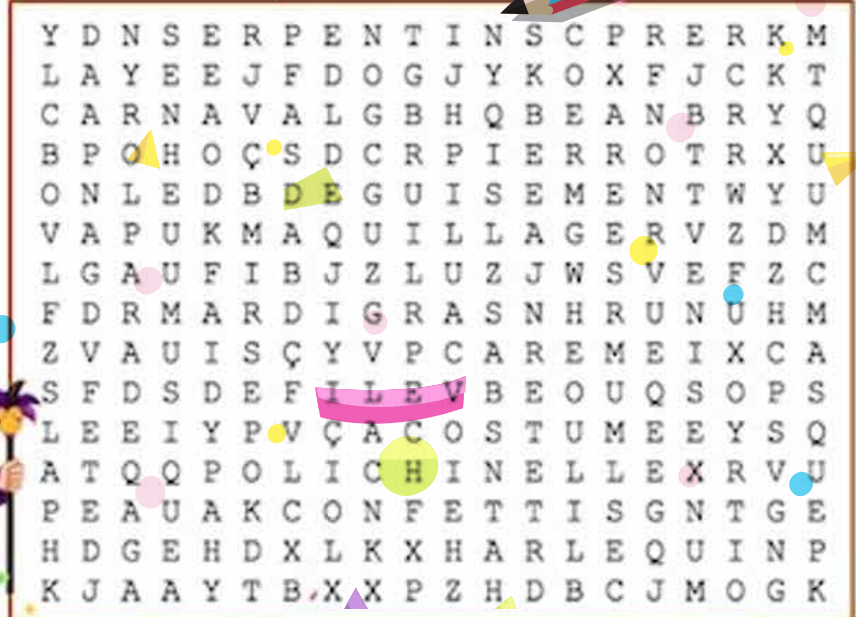 Y D N S E R P E N T I N S C P R E R K M
L A Y E E J F D O G J Y K O X F J C K T
C A R N A V A L G B H Q B E A N B R Y Q
B P O H O Ç S D C R P I E R R O T R X U
O N L E D B D E G U I S E M E N T W Y U
V A P U K M A Q U I L L A G E R V Z D M
L G A U F I B J Z L U Z J W S V E F Z C
F D R M A R D I G R A S N H R U N U H M
Z V A U I S Ç Y V P C A R E M E I X C A
S F D S D E F I L E V B E O U Q S O P S
L E E I Y P V Ç A C O S T U M E E Y S Q
A T Q Q P O L I C H I N E L L E X R V U
P E A U A K C O N F E T T I S G N T G E
H D G E H D X L K X H A R L E Q U I N P
K J A A Y T B X X P Z H D B C J M O G K